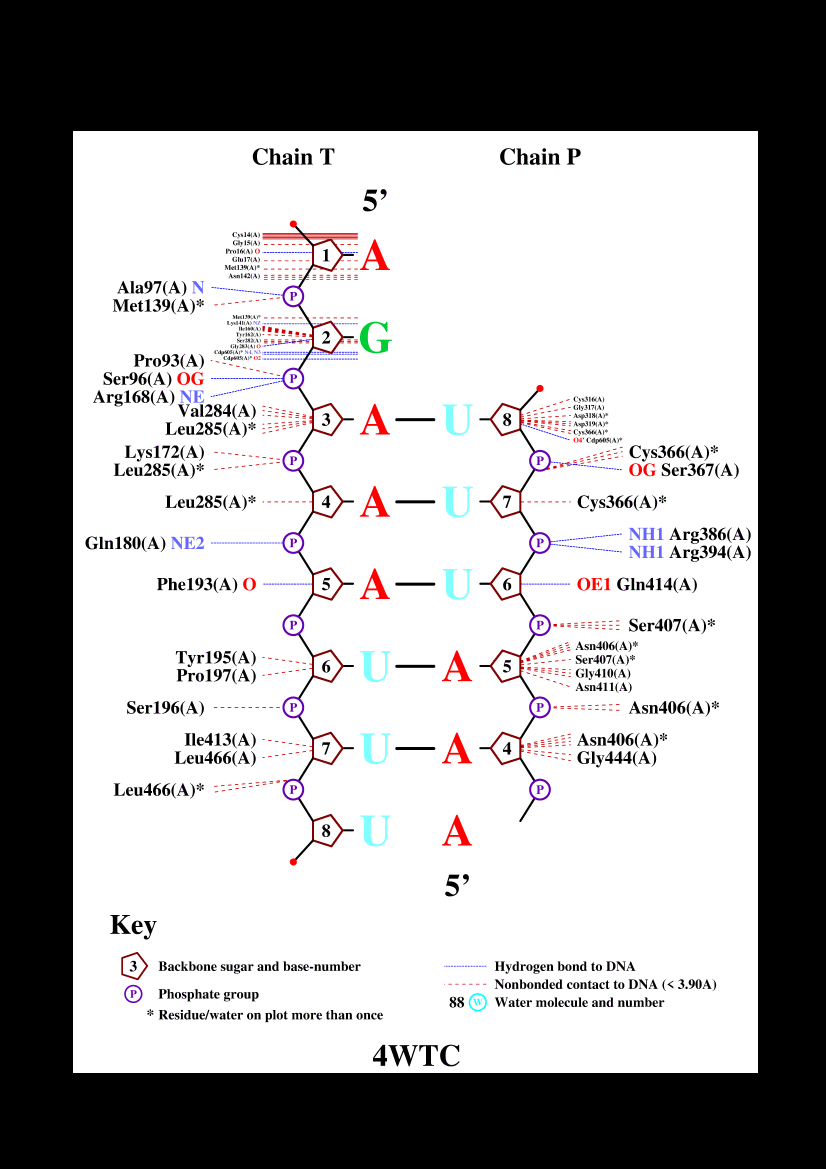 Chain T
Chain P
5’
Cys14(A)
Gly15(A)
Pro16(A) O
Glu17(A)
Met139(A)*
Asn142(A)
1 A
Ala97(A) N
P
Met139(A)*
Met139(A)*
Lys141(A) NZ
Ile160(A)
Tyr162(A)
Ser282(A)
Gly283(A) O
Cdp605(A)* N4, N3
Cdp605(A)* O2
2 G
Pro93(A)
Ser96(A) OG
P
Arg168(A) NE
Val284(A)
Leu285(A)*
3 A U 8
Cys316(A)
Gly317(A)
Asp318(A)*
Asp319(A)*
Cys366(A)*
O4' Cdp605(A)*
Lys172(A)
Leu285(A)*
P P
Cys366(A)*
OG Ser367(A)
Leu285(A)* 4 A U 7 Cys366(A)*
Gln180(A) NE2 P P
NH1 Arg386(A)
NH1 Arg394(A)
Phe193(A) O 5 A U 6 OE1 Gln414(A)
P P Ser407(A)*
Tyr195(A)
Pro197(A)
6 U A 5
Asn406(A)*
Ser407(A)*
Gly410(A)
Asn411(A)
Ser196(A) P P Asn406(A)*
Ile413(A)
Leu466(A)
7 U A 4
Asn406(A)*
Gly444(A)
Leu466(A)* P P
8 U A
5’
Key
3 Backbone sugar and base-number
P Phosphate group
* Residue/water on plot more than once
Hydrogen bond to DNA
Nonbonded contact to DNA (< 3.90A)
88 W Water molecule and number
4WTC